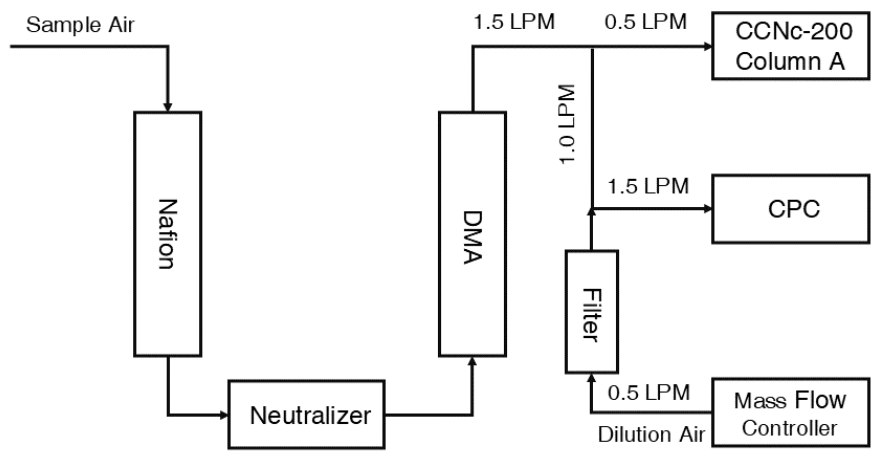 Sample Air
1.5 LPM
0.5 LPM
CCNc-200
Column A
1.0 LPM
Nafion
DMA
1.5 LPM
CPC
Filter
0.5 LPM
Mass Flow
Controller
Neutralizer
Dilution Air